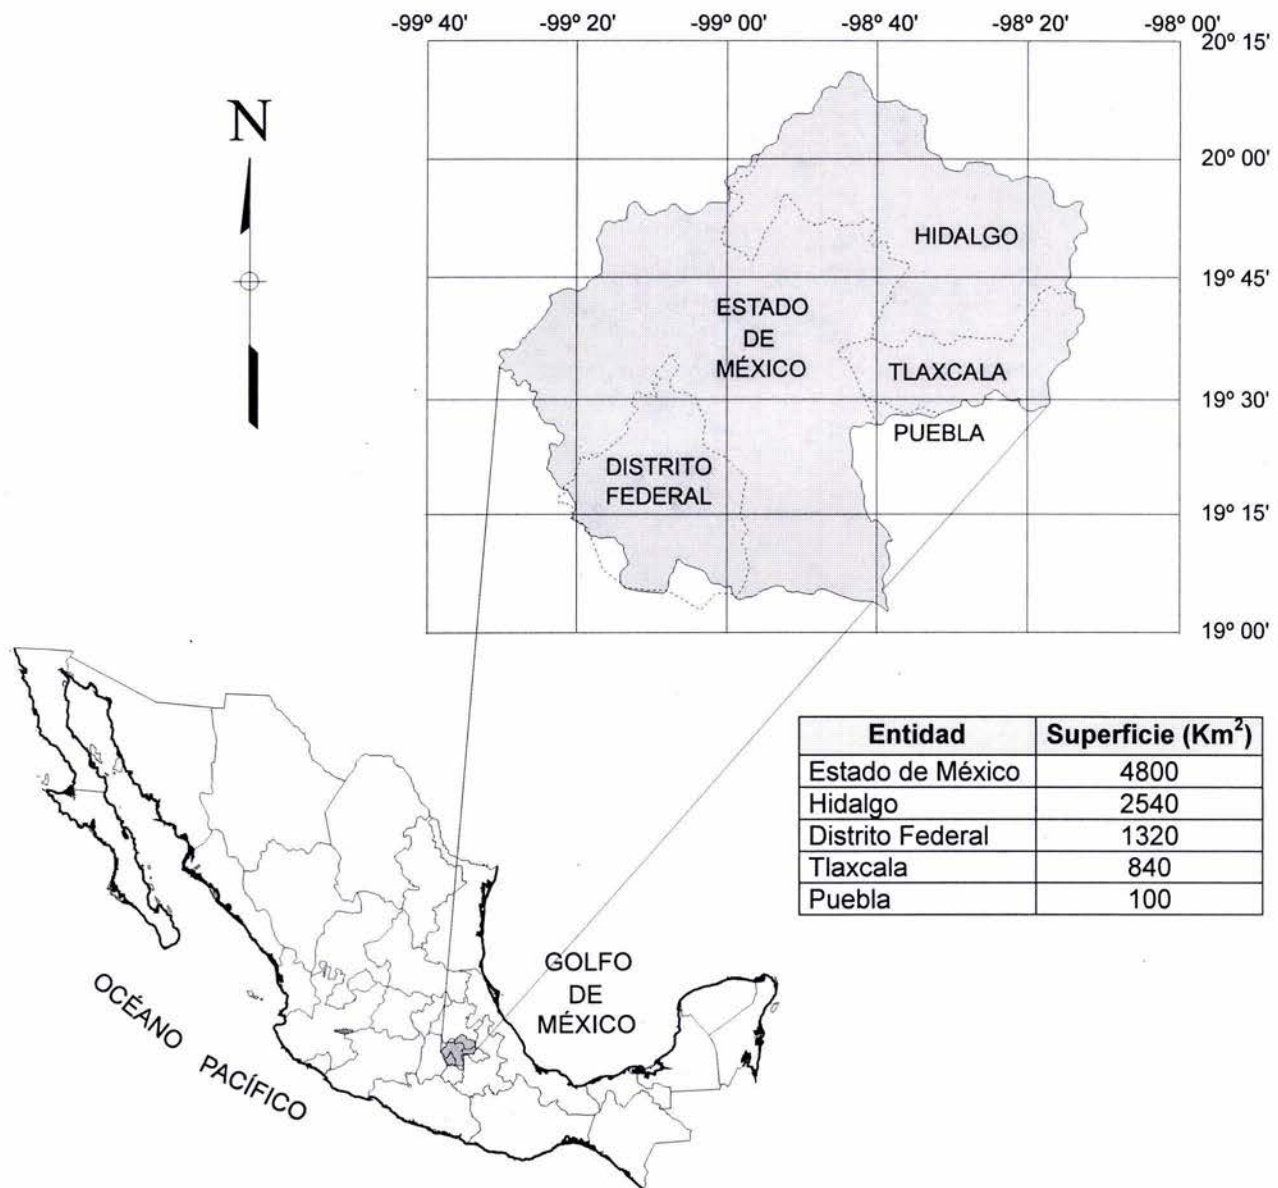 -99º 40' -99º 20' -99º 00' -98º 40' -98º 20' -98º 00'
20º 15'
N
20º 00'
HIDALGO
19º 45'
ESTADO
DE
MÉXICO
TLAXCALA
19º 30'
PUEBLA
DISTRITO
FEDERAL
19º 15'
19º 00'
Entidad Superficie (Km²)
Estado de México 4800
Hidalgo 2540
Distrito Federal 1320
Tlaxcala 840
Puebla 100
GOLFO
DE
MÉXICO
OCÉANO PACÍFICO